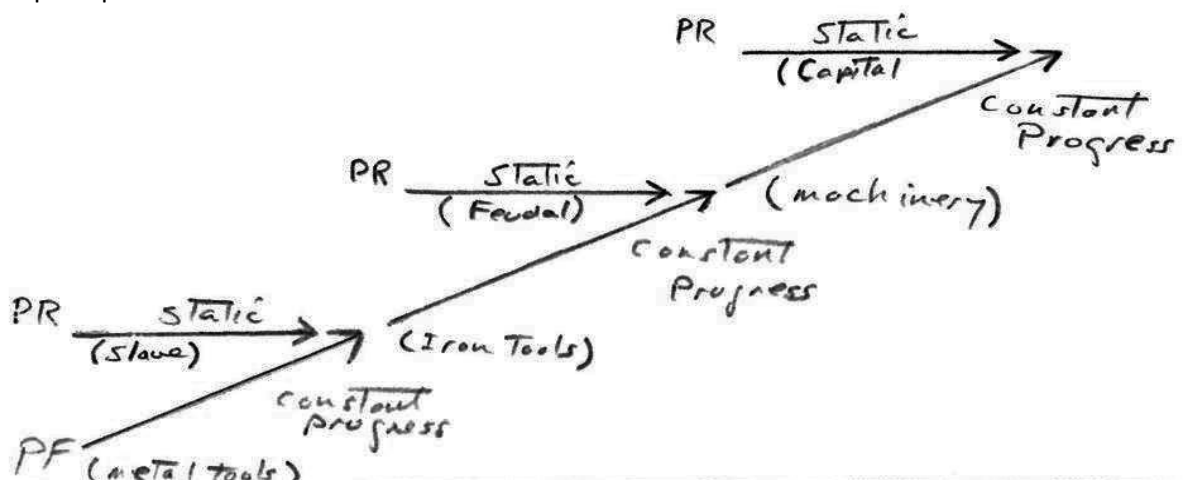 PR Static
(Capital
Constant
Progress
PR Static
(Feudal)
(machinery)
Constant
Progress
PR Static
(Slave)
(Iron Tools)
Constant
Progress
PF (metal tools)